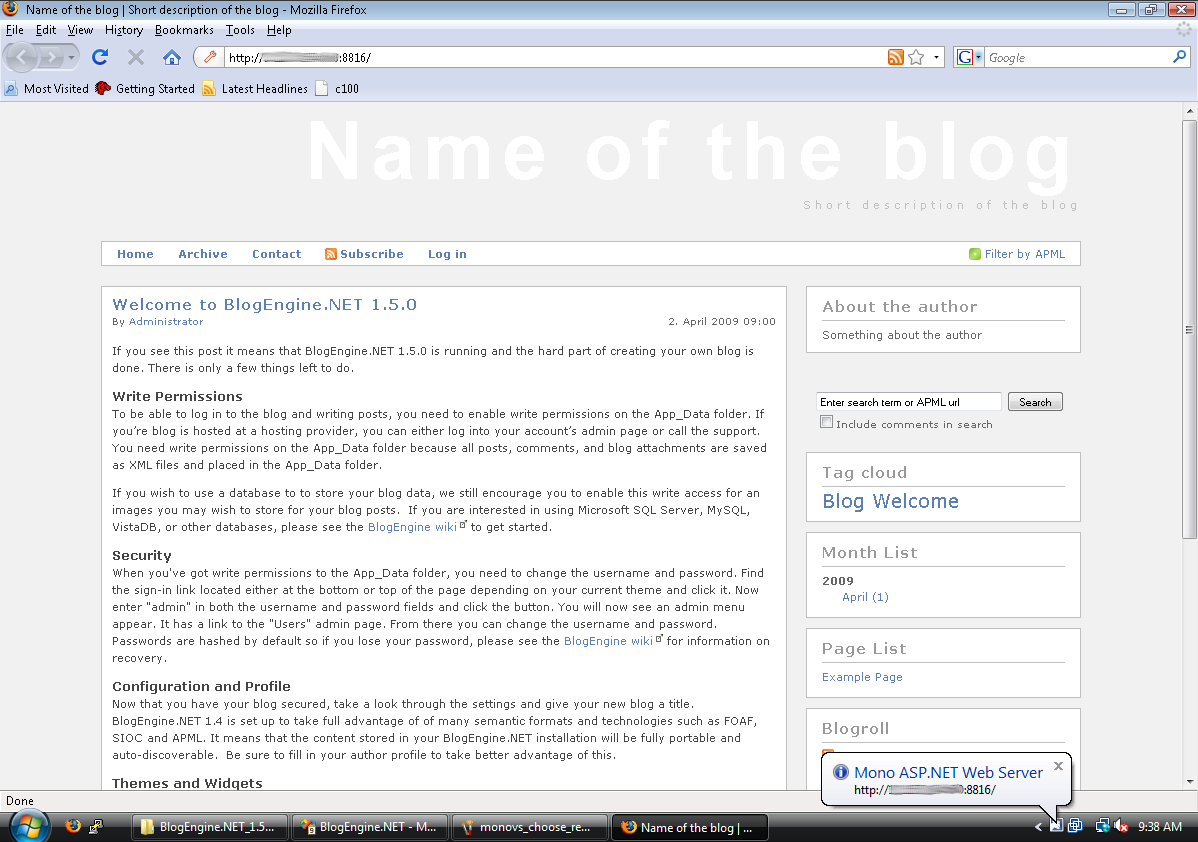 Name of the blog | Short description of the blog - Mozilla Firefox
File Edit View History Bookmarks Tools Help
http:// :8816/
Google
Most Visited Getting Started Latest Headlines c100
Name of the blog
Short description of the blog
Home Archive Contact Subscribe Log in Filter by APML
Welcome to BlogEngine.NET 1.5.0
By Administrator 2. April 2009 09:00
If you see this post it means that BlogEngine.NET 1.5.0 is running and the hard part of creating your own blog is
done. There is only a few things left to do.
Write Permissions
To be able to log in to the blog and writing posts, you need to enable write permissions on the App_Data folder. If
you’re blog is hosted at a hosting provider, you can either log into your account’s admin page or call the support.
You need write permissions on the App_Data folder because all posts, comments, and blog attachments are saved
as XML files and placed in the App_Data folder.
If you wish to use a database to to store your blog data, we still encourage you to enable this write access for an
images you may wish to store for your blog posts.  If you are interested in using Microsoft SQL Server, MySQL,
VistaDB, or other databases, please see the BlogEngine wiki to get started.
Security
When you've got write permissions to the App_Data folder, you need to change the username and password. Find
the sign-in link located either at the bottom or top of the page depending on your current theme and click it. Now
enter "admin" in both the username and password fields and click the button. You will now see an admin menu
appear. It has a link to the "Users" admin page. From there you can change the username and password.
Passwords are hashed by default so if you lose your password, please see the BlogEngine wiki for information on
recovery.
Configuration and Profile
Now that you have your blog secured, take a look through the settings and give your new blog a title.
BlogEngine.NET 1.4 is set up to take full advantage of of many semantic formats and technologies such as FOAF,
SIOC and APML. It means that the content stored in your BlogEngine.NET installation will be fully portable and
auto-discoverable.  Be sure to fill in your author profile to take better advantage of this.
Themes and Widgets
About the author
Something about the author
Enter search term or APML url Search
Include comments in search
Tag cloud
Blog Welcome
Month List
2009
April (1)
Page List
Example Page
Blogroll
Mono ASP.NET Web Server
http:// :8816/
Done
BlogEngine.NET_1.5... BlogEngine.NET - M... monovs_choose_re... Name of the blog | ... 9:38 AM